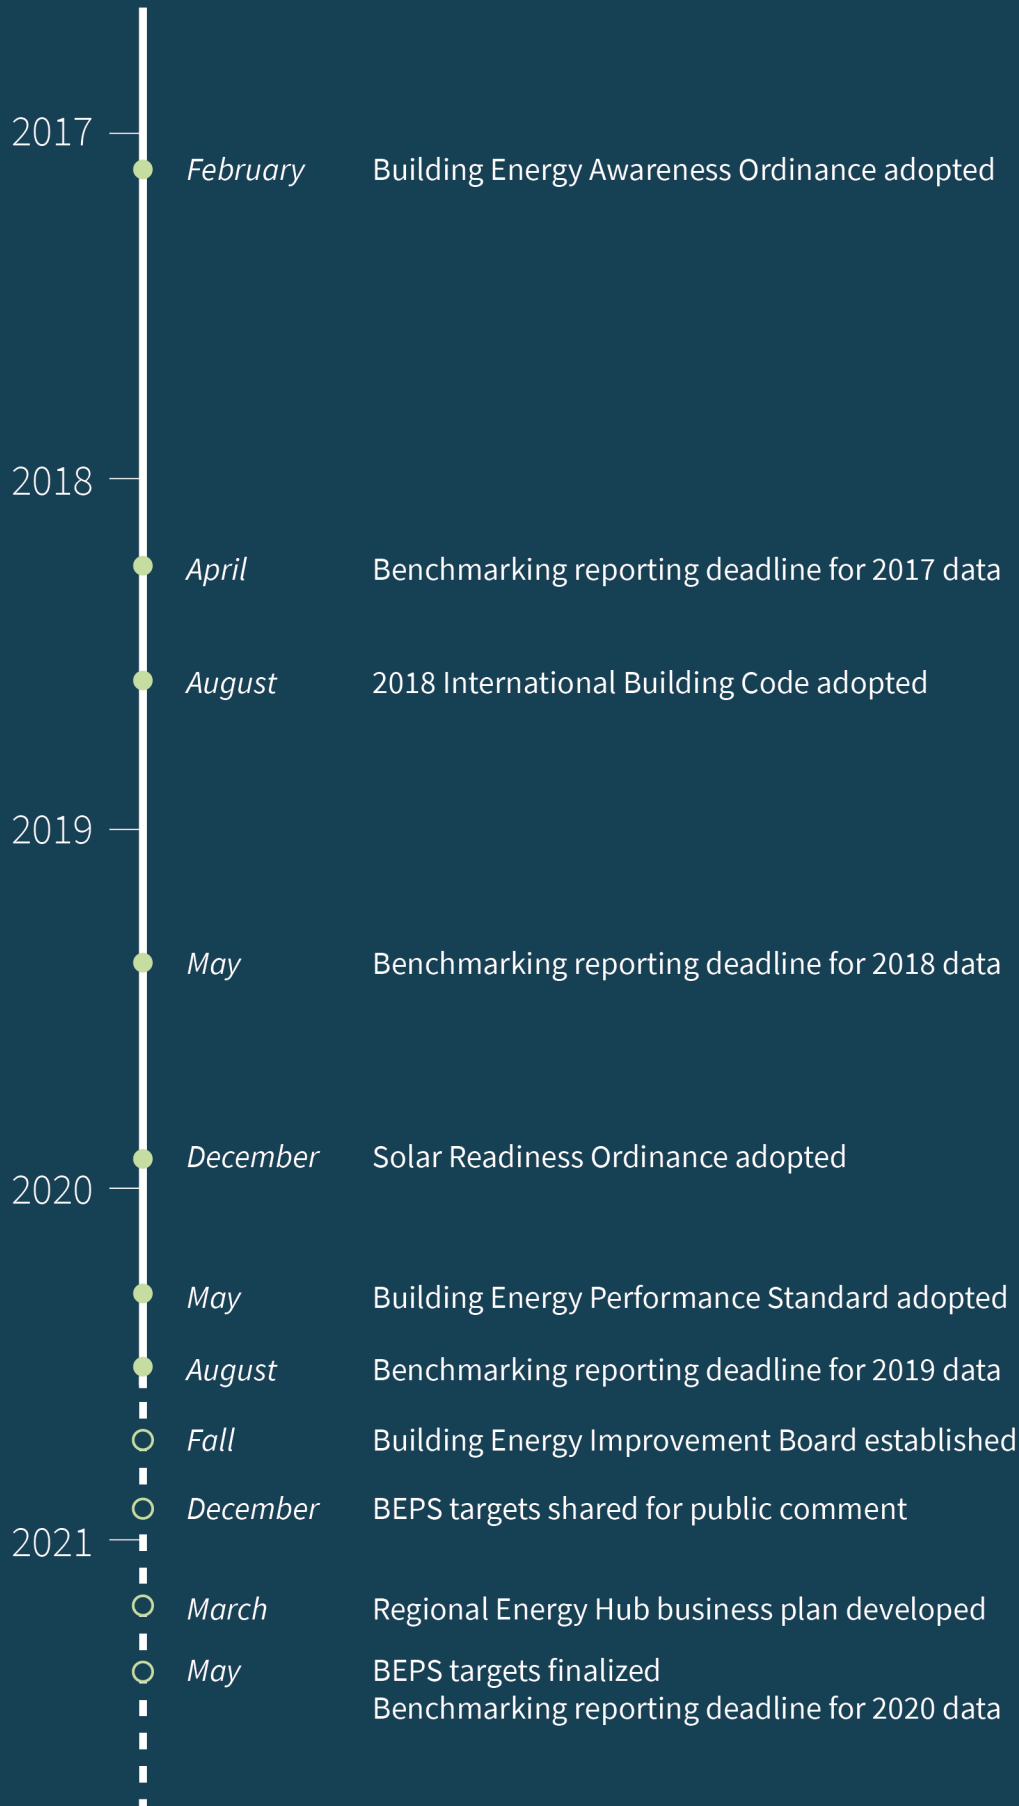 2017
February Building Energy Awareness Ordinance adopted
2018
April Benchmarking reporting deadline for 2017 data
August 2018 International Building Code adopted
2019
May Benchmarking reporting deadline for 2018 data
December Solar Readiness Ordinance adopted
2020
May Building Energy Performance Standard adopted
August Benchmarking reporting deadline for 2019 data
Fall Building Energy Improvement Board established
December BEPS targets shared for public comment
2021
March Regional Energy Hub business plan developed
May BEPS targets finalized
Benchmarking reporting deadline for 2020 data